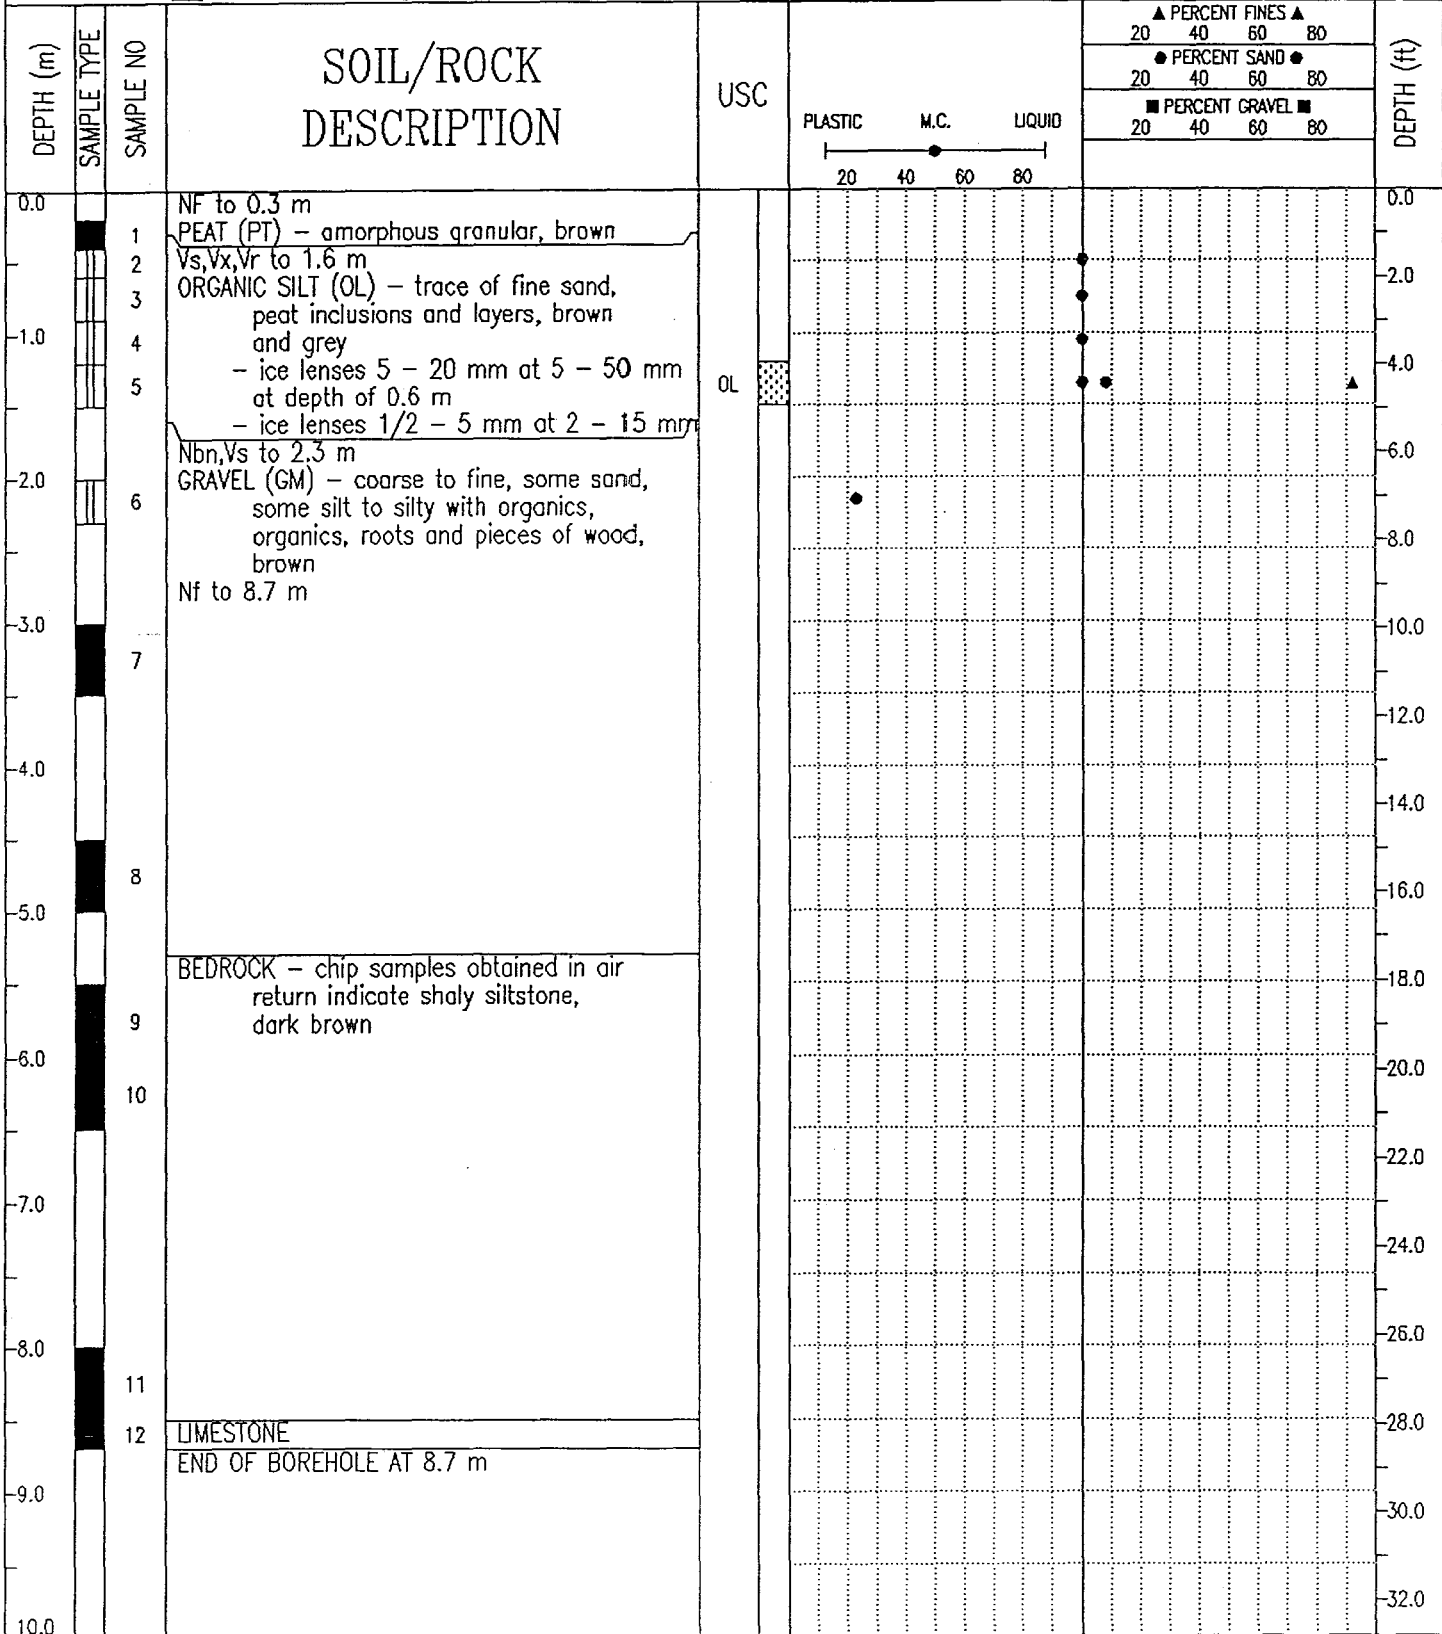 DEPTH (m)
SAMPLE TYPE
SAMPLE NO
SOIL/ROCK
DESCRIPTION
USC
PLASTIC M.C. LIQUID
20 40 60 80
▲ PERCENT FINES ▲
20 40 60 80
● PERCENT SAND ●
20 40 60 80
■ PERCENT GRAVEL ■
20 40 60 80
DEPTH (ft)
0.0
1.0
2.0
3.0
4.0
5.0
6.0
7.0
8.0
9.0
10.0
1
2
3
4
5
6
7
8
9
10
11
12
NF to 0.3 m
PEAT (PT) – amorphous granular, brown
Vs,Vx,Vr to 1.6 m
ORGANIC SILT (OL) – trace of fine sand,
peat inclusions and layers, brown
and grey
– ice lenses 5 – 20 mm at 5 – 50 mm
at depth of 0.6 m
– ice lenses 1/2 – 5 mm at 2 – 15 mm
Nbn,Vs to 2.3 m
GRAVEL (GM) – coarse to fine, some sand,
some silt to silty with organics,
organics, roots and pieces of wood,
brown
Nf to 8.7 m
BEDROCK – chip samples obtained in air
return indicate shaly siltstone,
dark brown
LIMESTONE
END OF BOREHOLE AT 8.7 m
OL
0.0
2.0
4.0
6.0
8.0
10.0
12.0
14.0
16.0
18.0
20.0
22.0
24.0
26.0
28.0
30.0
32.0